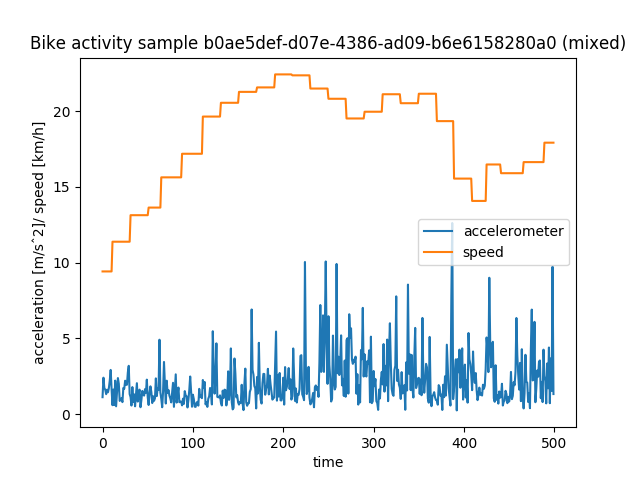 Bike activity sample b0ae5def-d07e-4386-ad09-b6e6158280a0 (mixed)
acceleration [m/s^2]/ speed [km/h]
20
15
10
5
0
accelerometer
speed
0 100 200 300 400 500
time